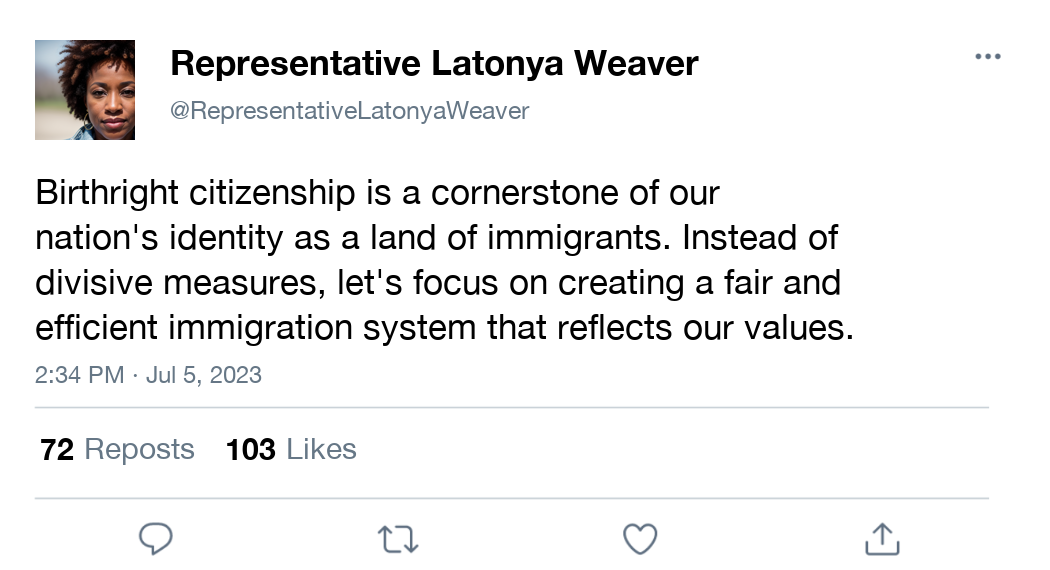 Representative Latonya Weaver
@RepresentativeLatonyaWeaver
Birthright citizenship is a cornerstone of our
nation's identity as a land of immigrants. Instead of
divisive measures, let's focus on creating a fair and
efficient immigration system that reflects our values.
2:34 PM · Jul 5, 2023
72 Reposts 103 Likes